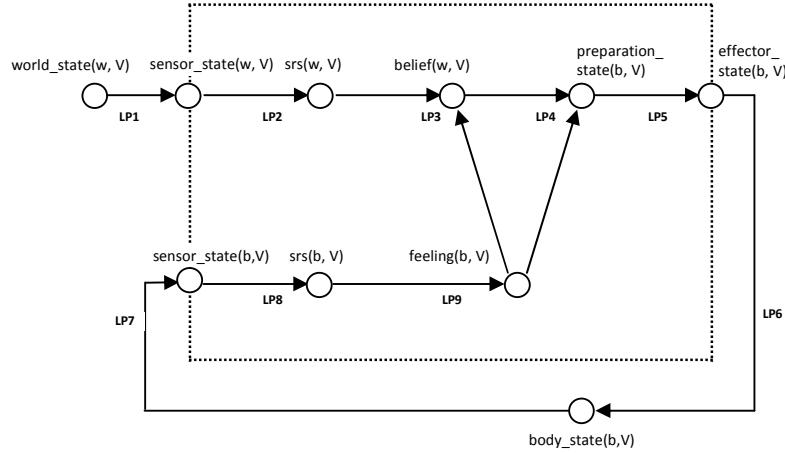 world_state(w, V)
sensor_state(w, V)
srs(w, V)
belief(w, V)
preparation_
state(b, V)
effector_
state(b, V)
LP1
LP2
LP3
LP4
LP5
sensor_state(b,V)
srs(b, V)
feeling(b, V)
LP8
LP9
LP7
LP6
body_state(b,V)